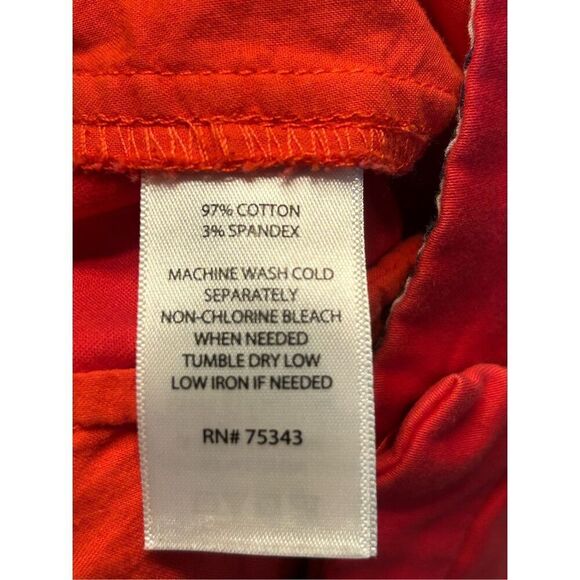 97% COTTON
3% SPANDEX
MACHINE WASH COLD
SEPARATELY
NON-CHLORINE BLEACH
WHEN NEEDED
TUMBLE DRY LOW
LOW IRON IF NEEDED
RN# 75343